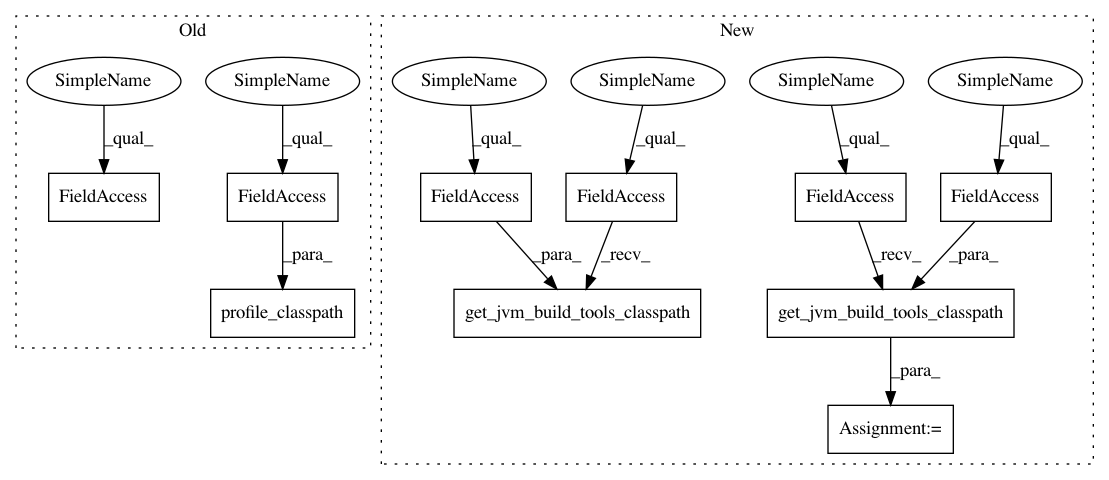 Old
New
SimpleName
SimpleName
SimpleName
SimpleName
SimpleName
SimpleName
_qual_
_qual_
_qual_
_qual_
_qual_
_qual_
FieldAccess
FieldAccess
FieldAccess
FieldAccess
FieldAccess
FieldAccess
_para_
_para_
_recv_
_recv_
_para_
profile_classpath
get_jvm_build_tools_classpath
get_jvm_build_tools_classpath
_para_
Assignment:=